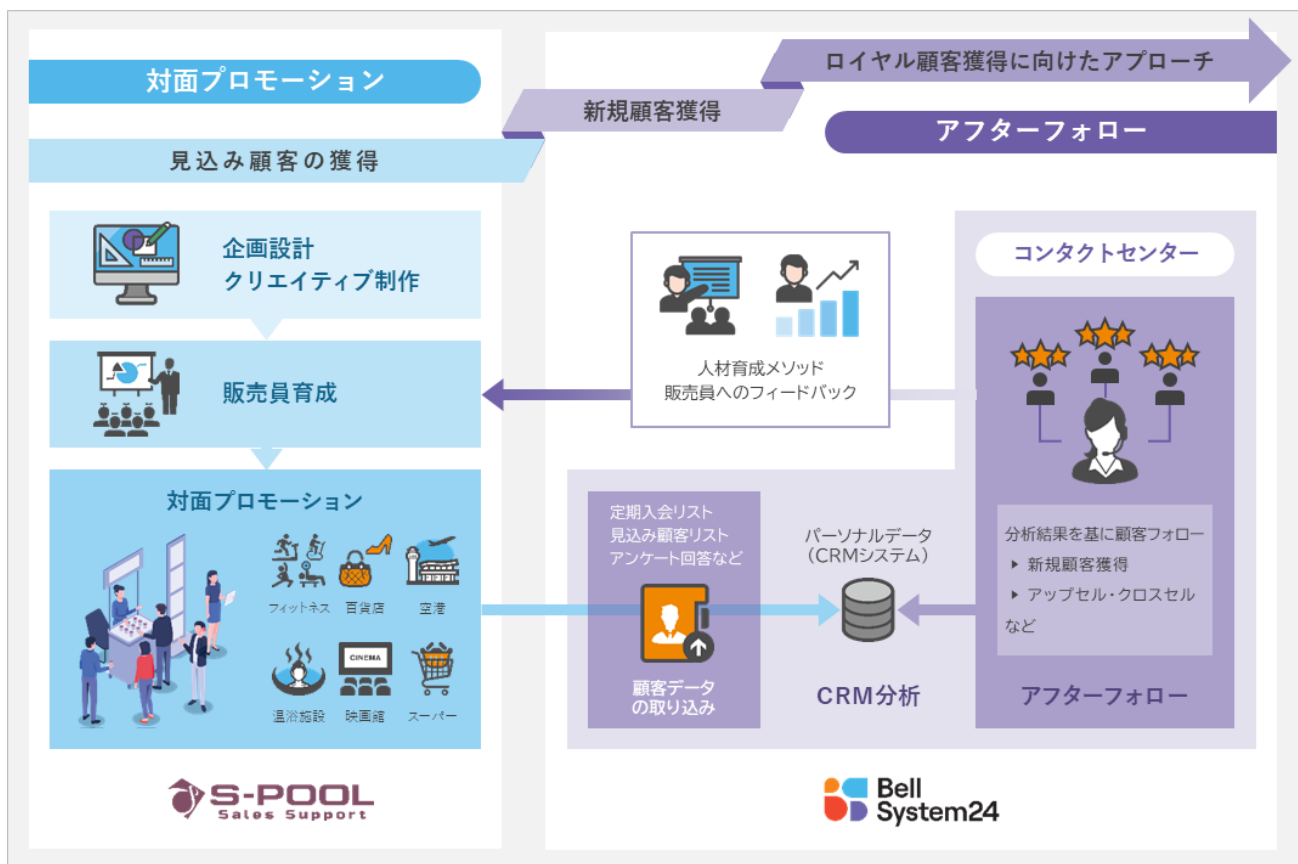 対面プロモーション
見込み顧客の獲得
新規顧客獲得
ロイヤル顧客獲得に向けたアプローチ
アフターフォロー
企画設計
クリエイティブ制作
販売員育成
対面プロモーション
フィットネス
百貨店
空港
CINEMA
温浴施設
映画館
スーパー
S-POOL
Sales Support
人材育成メソッド
販売員へのフィードバック
定期入会リスト
見込み顧客リスト
アンケート回答など
顧客データ
の取り込み
パーソナルデータ
（CRMシステム）
CRM分析
コンタクトセンター
分析結果を基に顧客フォロー
▶ 新規顧客獲得
▶ アップセル・クロスセル
など
アフターフォロー
Bell
System24